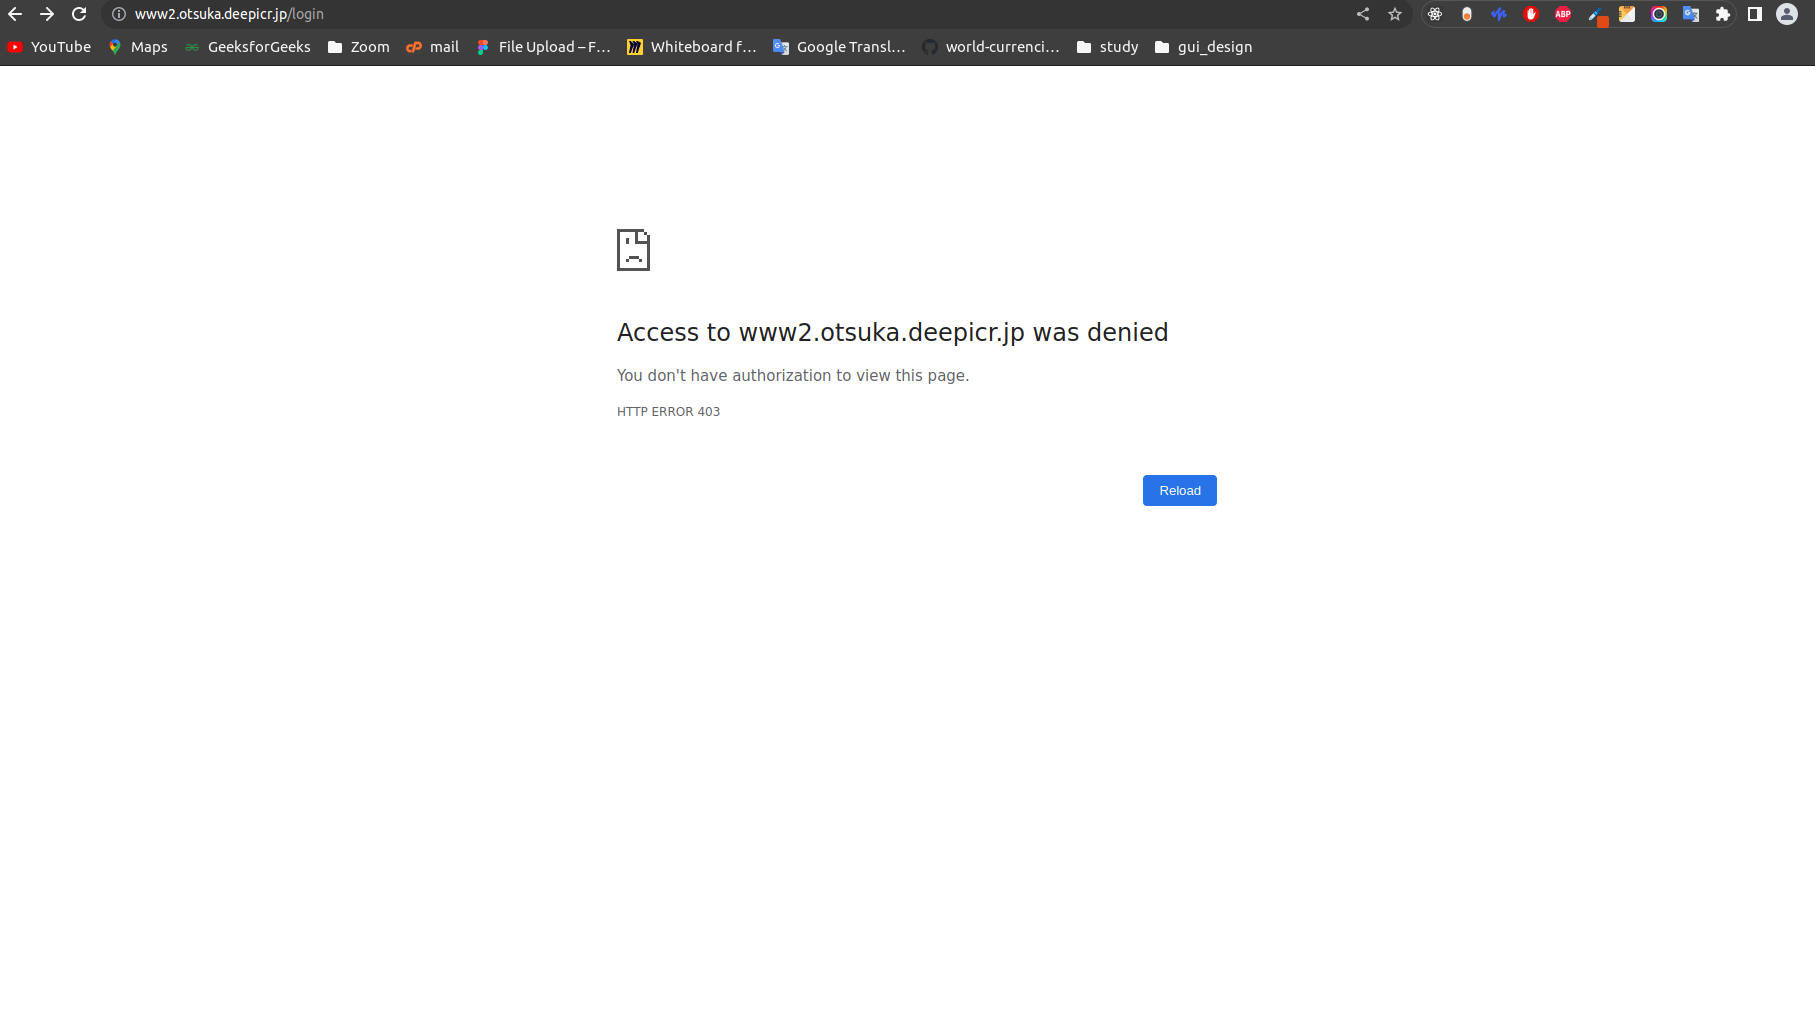 www2.otsuka.deepicr.jp/login
YouTube Maps GeeksforGeeks Zoom mail File Upload – F... Whiteboard f... Google Transl... world-currenci... study gui_design
Access to www2.otsuka.deepicr.jp was denied
You don't have authorization to view this page.
HTTP ERROR 403
Reload